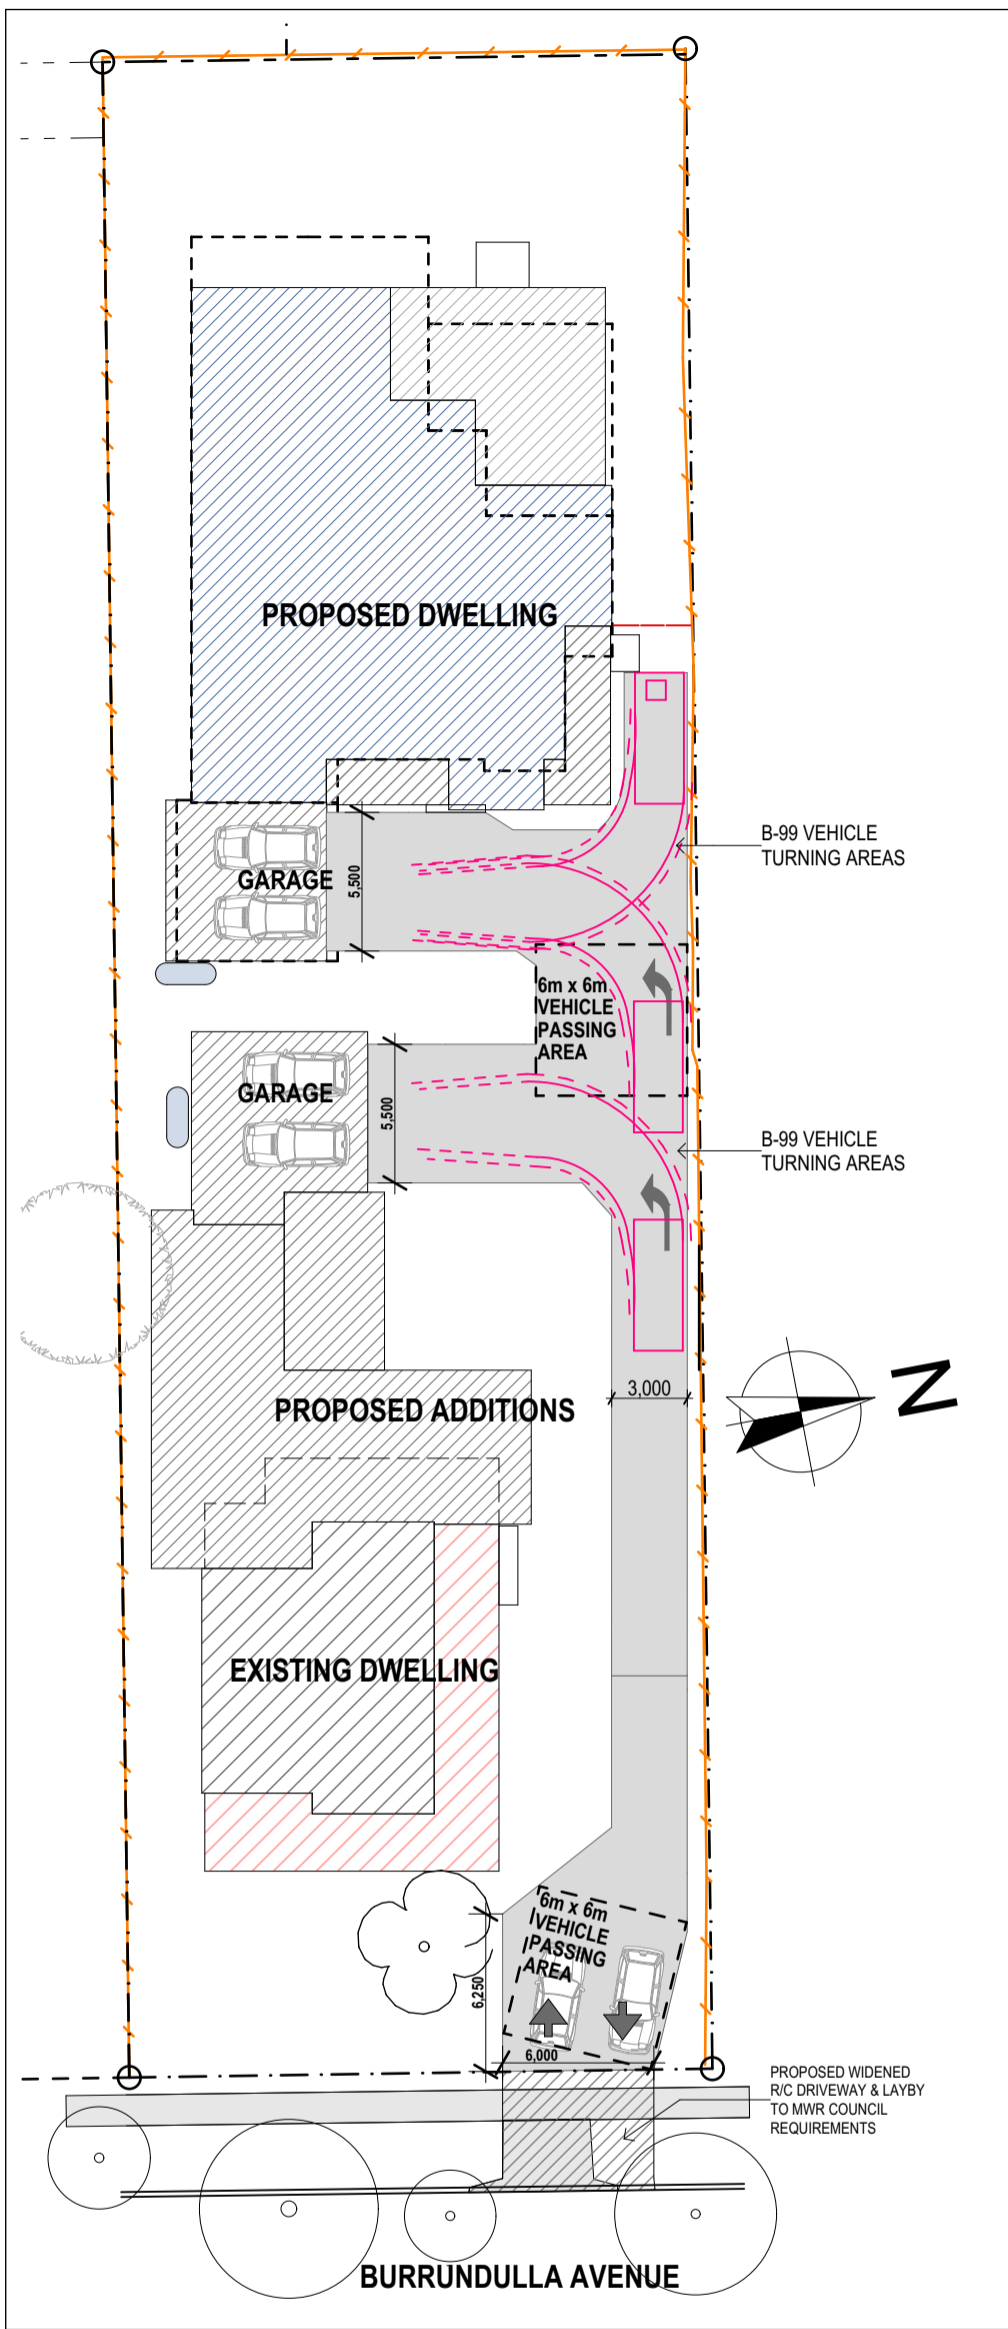 PROPOSED DWELLING
B-99 VEHICLE
TURNING AREAS
GARAGE
5,500
6m x 6m
VEHICLE
PASSING
AREA
GARAGE
5,500
B-99 VEHICLE
TURNING AREAS
3,000
N
PROPOSED ADDITIONS
EXISTING DWELLING
6m x 6m
VEHICLE
PASSING
AREA
6,250
6,000
PROPOSED WIDENED
R/C DRIVEWAY & LAYBY
TO MWR COUNCIL
REQUIREMENTS
BURRUNDULLA AVENUE